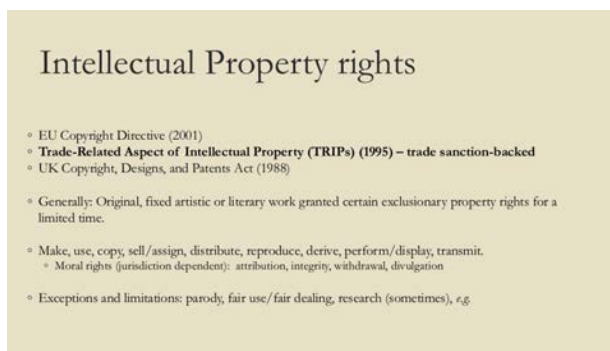 Intellectual Property rights
◦ EU Copyright Directive (2001)
◦ Trade-Related Aspect of Intellectual Property (TRIPs) (1995) – trade sanction-backed
◦ UK Copyright, Designs, and Patents Act (1988)
◦ Generally: Original, fixed artistic or literary work granted certain exclusionary property rights for a
limited time.
◦ Make, use, copy, sell/assign, distribute, reproduce, derive, perform/display, transmit.
◦ Moral rights (jurisdiction dependent): attribution, integrity, withdrawal, divulgation
◦ Exceptions and limitations: parody, fair use/fair dealing, research (sometimes), e.g.